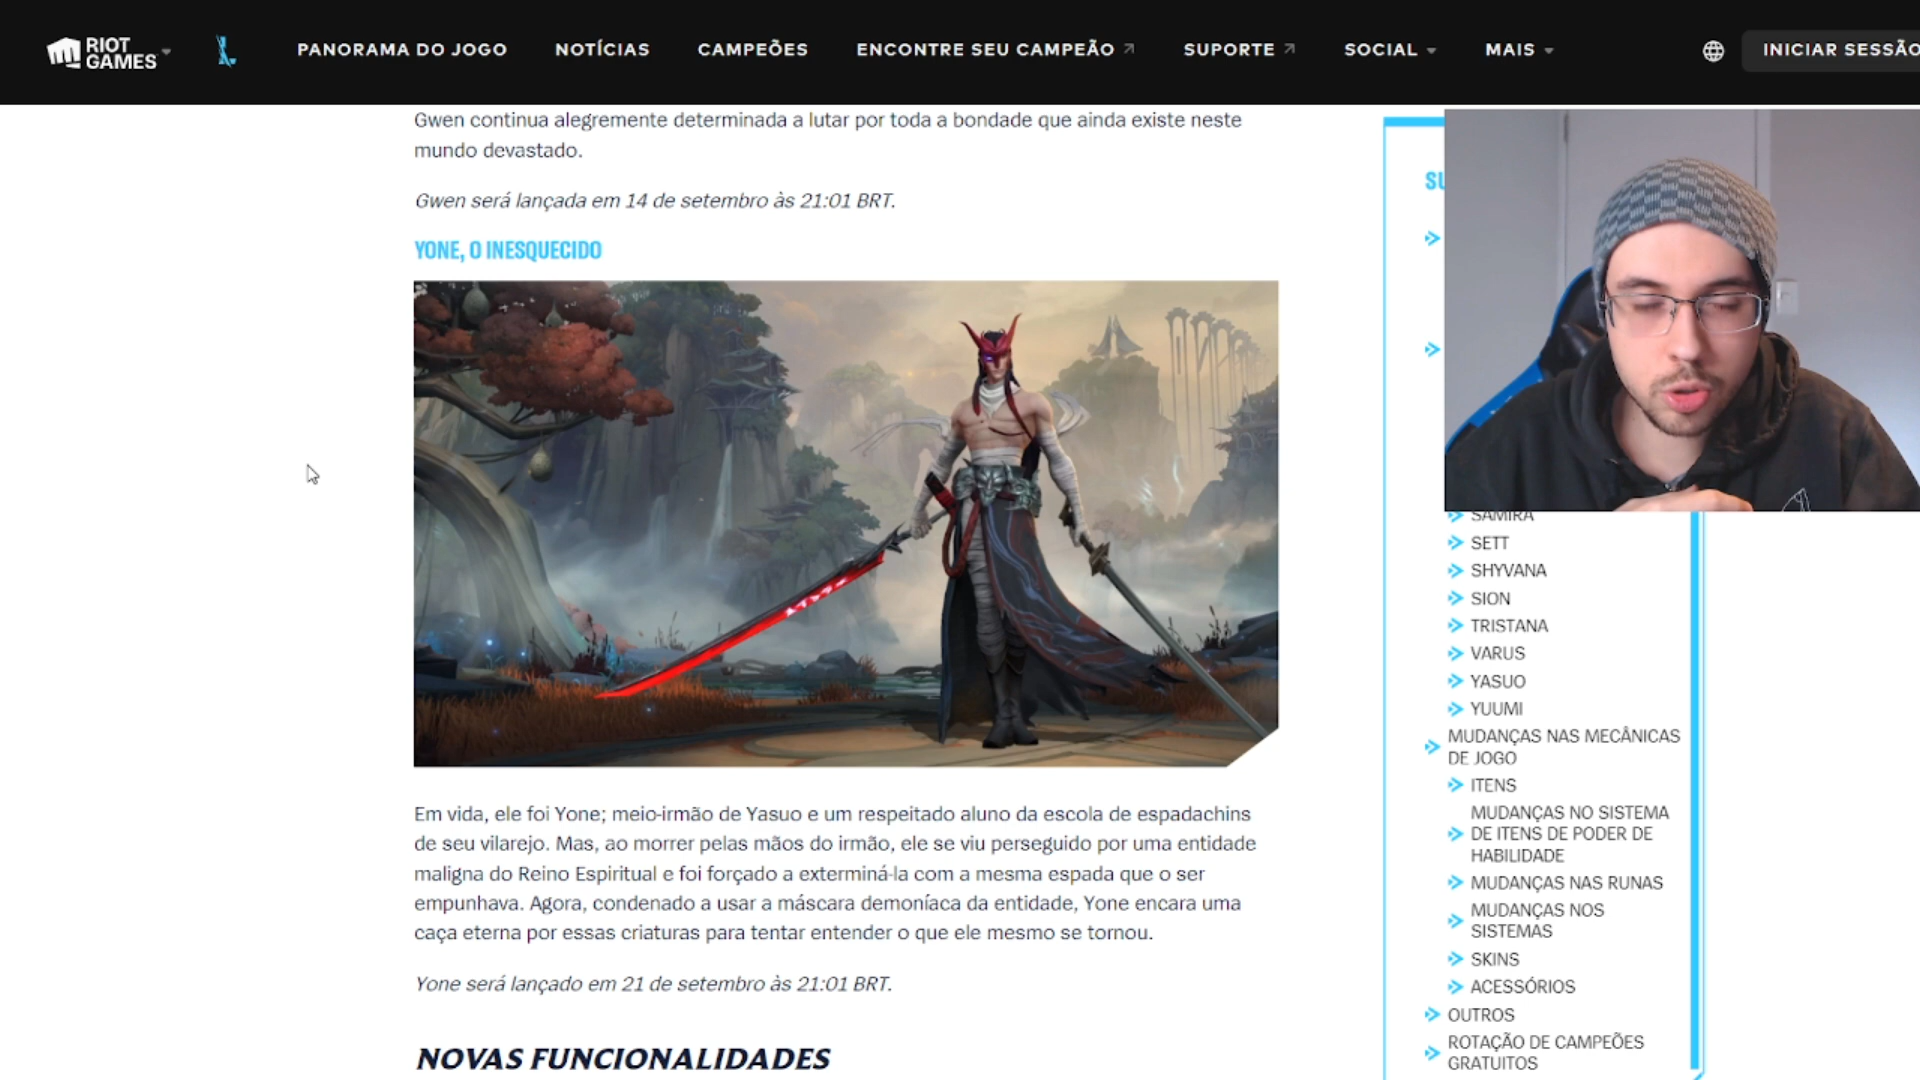 RIOT GAMES
PANORAMA DO JOGO
NOTÍCIAS
CAMPEÕES
ENCONTRE SEU CAMPEÃO
SUPORTE
SOCIAL
MAIS
INICIAR SESSÃO
Gwen continua alegremente determinada a lutar por toda a bondade que ainda existe neste
mundo devastado.
Gwen será lançada em 14 de setembro às 21:01 BRT.
YONE, O INESQUECIDO
Em vida, ele foi Yone; meio-irmão de Yasuo e um respeitado aluno da escola de espadachins
de seu vilarejo. Mas, ao morrer pelas mãos do irmão, ele se viu perseguido por uma entidade
maligna do Reino Espiritual e foi forçado a exterminá-la com a mesma espada que o ser
empunhava. Agora, condenado a usar a máscara demoníaca da entidade, Yone encara uma
caça eterna por essas criaturas para tentar entender o que ele mesmo se tornou.
Yone será lançado em 21 de setembro às 21:01 BRT.
NOVAS FUNCIONALIDADES
SU
SAMIRA
SETT
SHYVANA
SION
TRISTANA
VARUS
YASUO
YUUMI
MUDANÇAS NAS MECÂNICAS
DE JOGO
ITENS
MUDANÇAS NO SISTEMA
DE ITENS DE PODER DE
HABILIDADE
MUDANÇAS NAS RUNAS
MUDANÇAS NOS
SISTEMAS
SKINS
ACESSÓRIOS
OUTROS
ROTAÇÃO DE CAMPEÕES
GRATUITOS